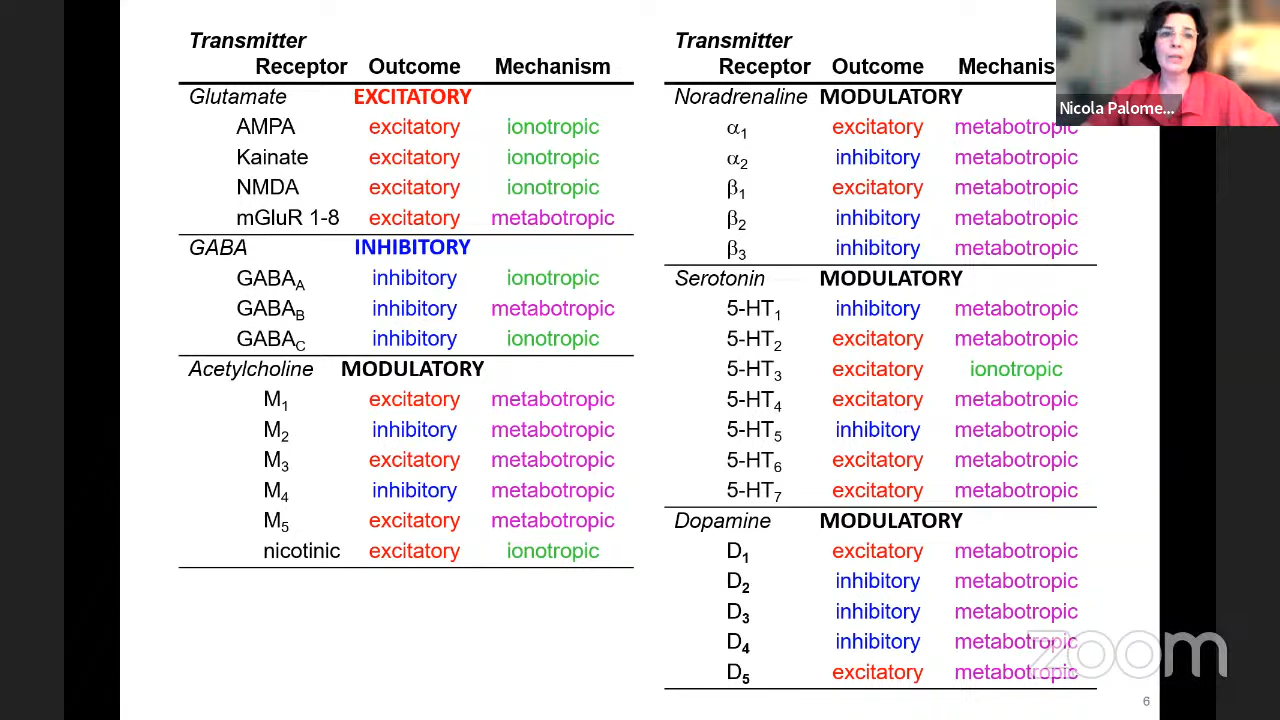 Transmitter
Receptor Outcome Mechanism
Glutamate EXCITATORY
AMPA excitatory ionotropic
Kainate excitatory ionotropic
NMDA excitatory ionotropic
mGluR 1-8 excitatory metabotropic
GABA INHIBITORY
GABAA inhibitory ionotropic
GABAB inhibitory metabotropic
GABAC inhibitory ionotropic
Acetylcholine MODULATORY
M1 excitatory metabotropic
M2 inhibitory metabotropic
M3 excitatory metabotropic
M4 inhibitory metabotropic
M5 excitatory metabotropic
nicotinic excitatory ionotropic
Transmitter
Receptor Outcome Mechanis
Noradrenaline MODULATORY
α1 excitatory metabotropic
α2 inhibitory metabotropic
β1 excitatory metabotropic
β2 inhibitory metabotropic
β3 inhibitory metabotropic
Serotonin MODULATORY
5-HT1 inhibitory metabotropic
5-HT2 excitatory metabotropic
5-HT3 excitatory ionotropic
5-HT4 excitatory metabotropic
5-HT5 inhibitory metabotropic
5-HT6 excitatory metabotropic
5-HT7 excitatory metabotropic
Dopamine MODULATORY
D1 excitatory metabotropic
D2 inhibitory metabotropic
D3 inhibitory metabotropic
D4 inhibitory metabotropic
D5 excitatory metabotropic
Nicola Palome...
zoom
6